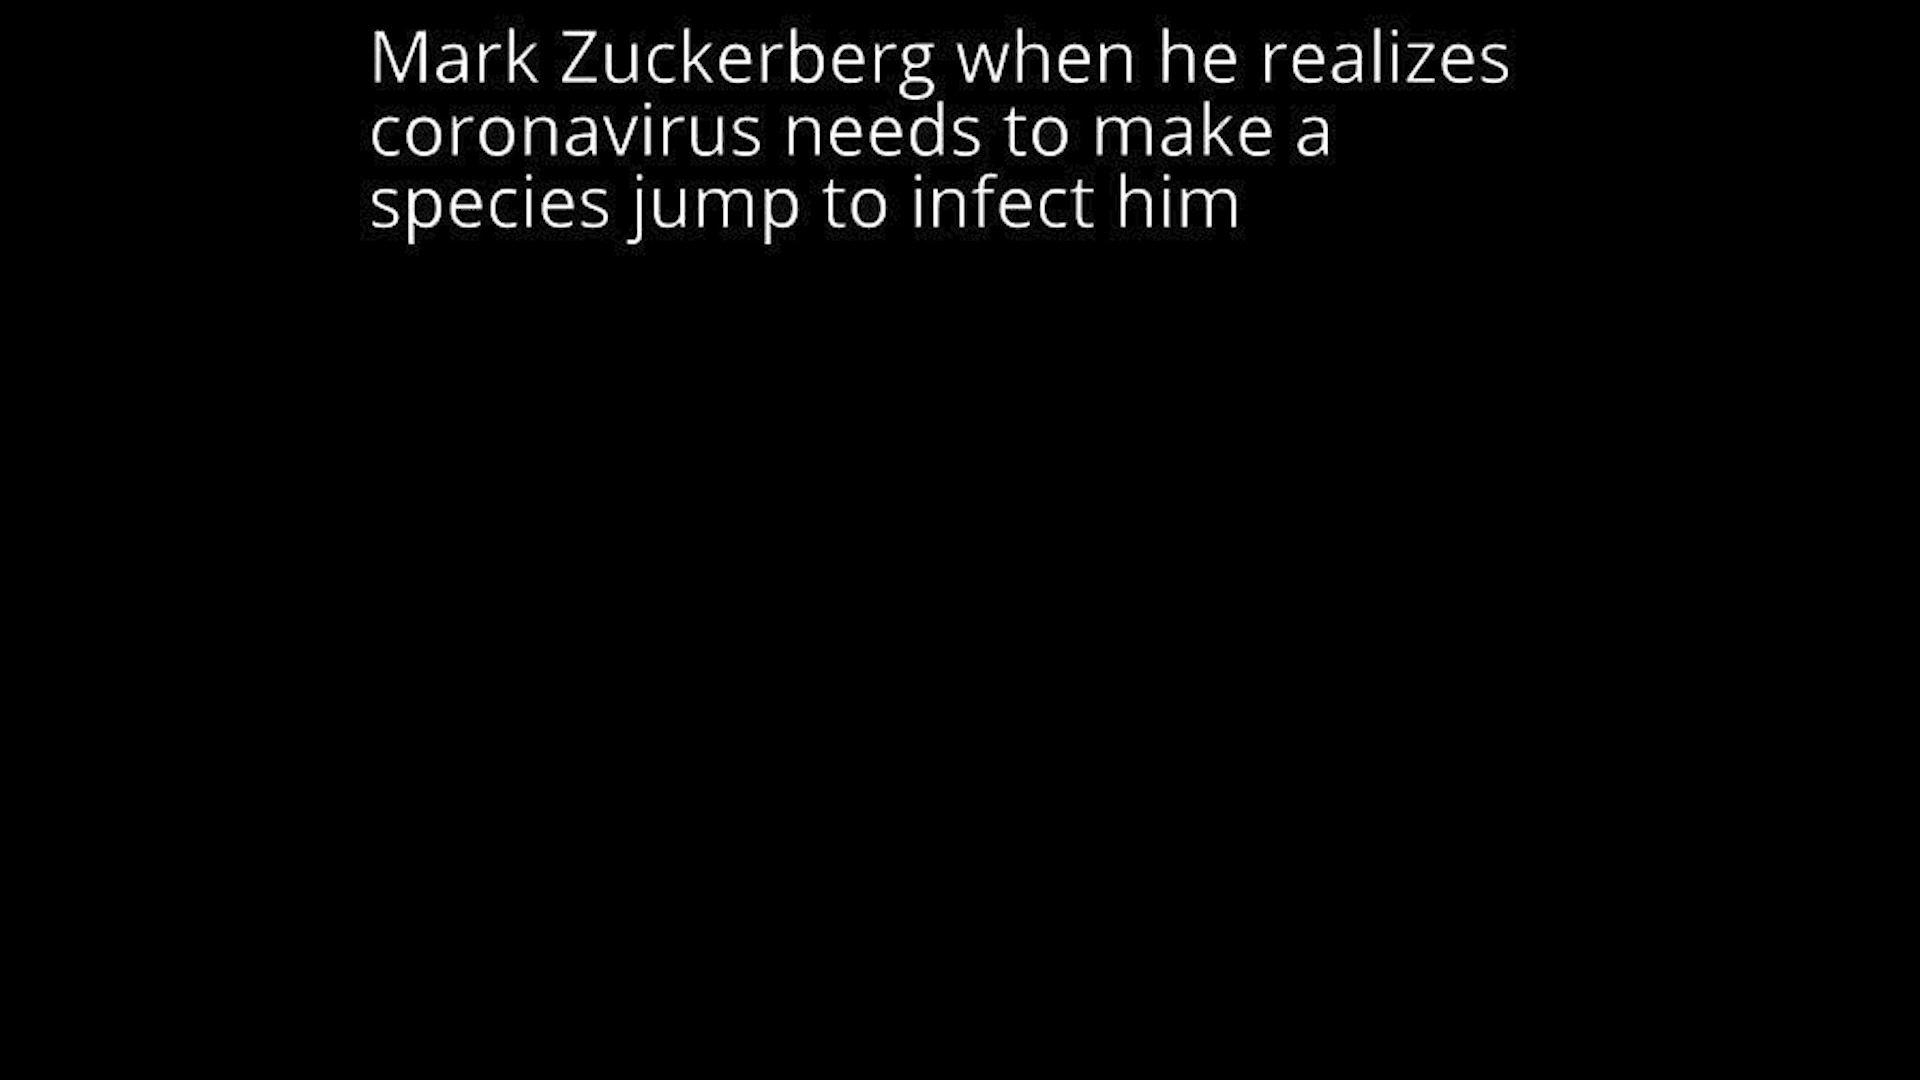 Mark Zuckerberg when he realizes
coronavirus needs to make a
species jump to infect him